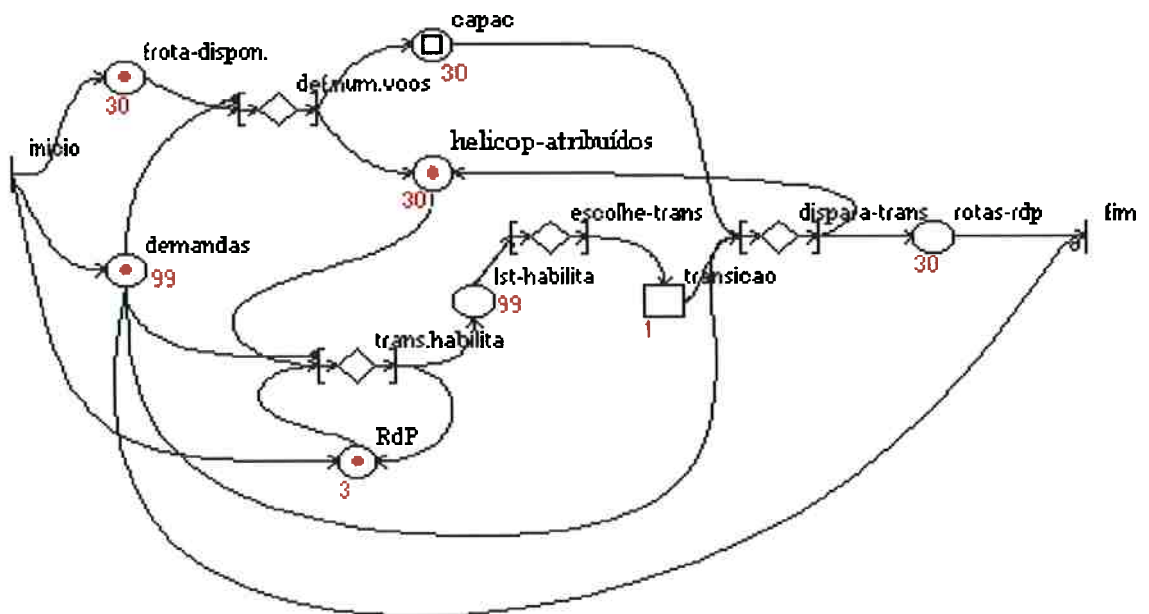 capac
frota-dispon.
30
30
def.num.voos
inicio
helicop-atribuídos
30
escolhe-trans
dispara-trans
rotas-rdp
fim
demandas
99
lst-habilita
transicao
30
99
1
trans.habilita
RdP
3